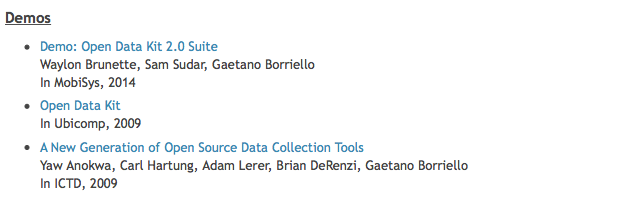 Demos
Demo: Open Data Kit 2.0 Suite
Waylon Brunette, Sam Sudar, Gaetano Borriello
In MobiSys, 2014
Open Data Kit
In Ubicomp, 2009
A New Generation of Open Source Data Collection Tools
Yaw Anokwa, Carl Hartung, Adam Lerer, Brian DeRenzi, Gaetano Borriello
In ICTD, 2009